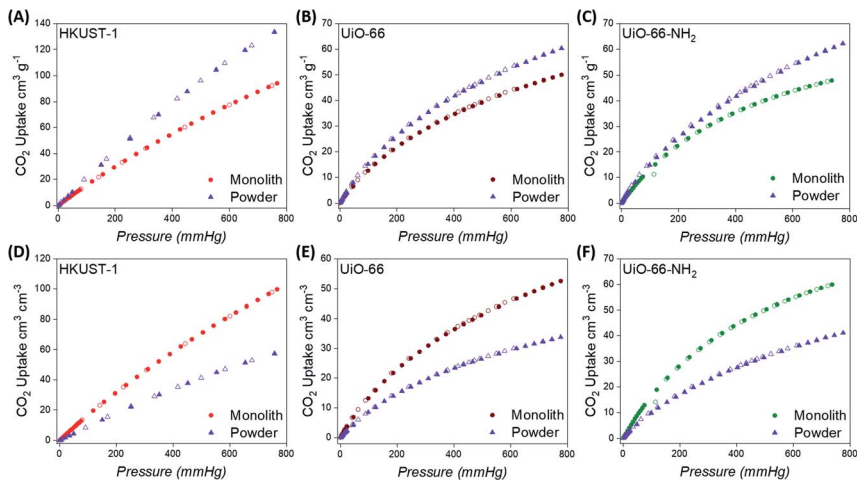 (A) HKUST-1
CO₂ Uptake cm³ g⁻¹
140
120
100
80
60
40
20
0
Monolith
Powder
0 200 400 600 800
Pressure (mmHg)
(B) UiO-66
CO₂ Uptake cm³ g⁻¹
70
60
50
40
30
20
10
0
Monolith
Powder
0 200 400 600 800
Pressure (mmHg)
(C) UiO-66-NH₂
CO₂ Uptake cm³ g⁻¹
70
60
50
40
30
20
10
0
Monolith
Powder
0 200 400 600 800
Pressure (mmHg)
(D) HKUST-1
CO₂ Uptake cm³ cm⁻³
120
100
80
60
40
20
0
Monolith
Powder
0 200 400 600 800
Pressure (mmHg)
(E) UiO-66
CO₂ Uptake cm³ cm⁻³
60
50
40
30
20
10
0
Monolith
Powder
0 200 400 600 800
Pressure (mmHg)
(F) UiO-66-NH₂
CO₂ Uptake cm³ cm⁻³
70
60
50
40
30
20
10
0
Monolith
Powder
0 200 400 600 800
Pressure (mmHg)